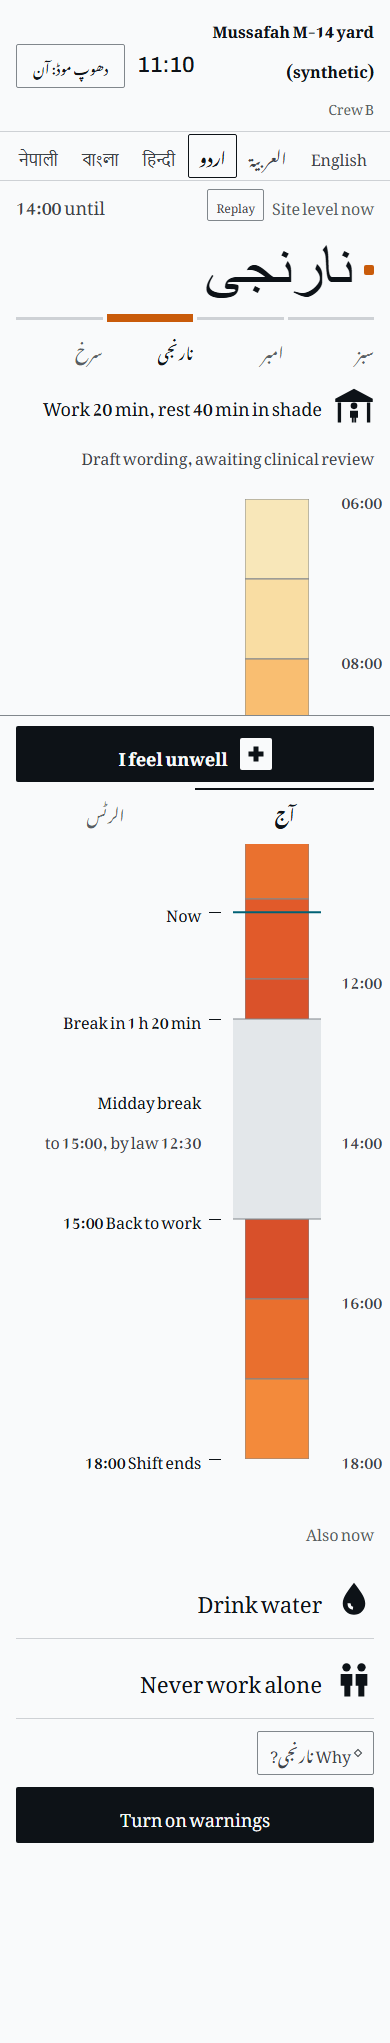 Mussafah M-14 yard
(synthetic)
Crew B
11:10
دھوپ موڈ: آن
English
العربية
اردو
हिन्दी
বাংলা
नेपाली
Site level now
Replay
14:00 until
نارنجی
سبز
امبر
نارنجی
سرخ
Work 20 min, rest 40 min in shade
Draft wording, awaiting clinical review
06:00
08:00
I feel unwell
آج
الرٹس
Now
12:00
Break in 1 h 20 min
Midday break
to 15:00, by law 12:30
14:00
15:00 Back to work
16:00
18:00 Shift ends
18:00
Also now
Drink water
Never work alone
Why نارنجی?
Turn on warnings